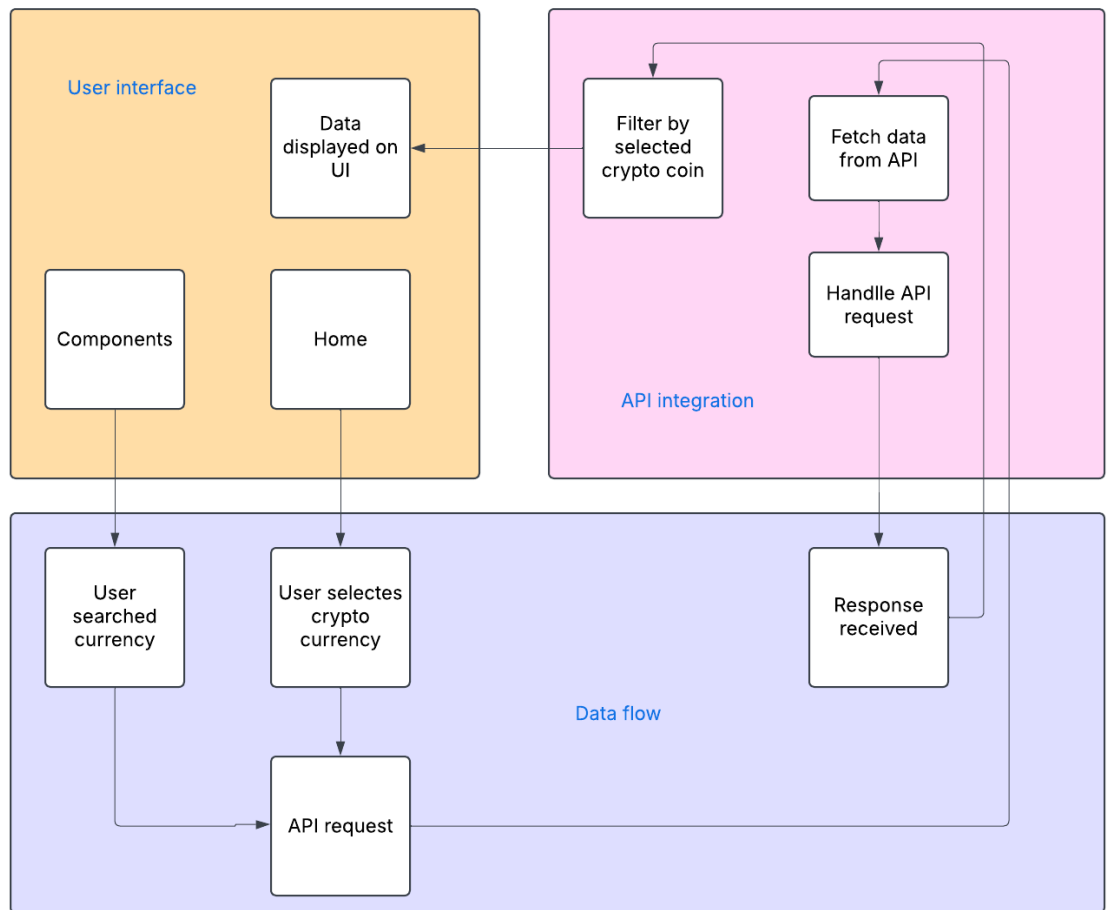 User interface
Data
displayed on
UI
Components
Home
Filter by
selected
crypto coin
Fetch data
from API
Handlle API
request
API integration
User
searched
currency
User selectes
crypto
currency
Response
received
Data flow
API request